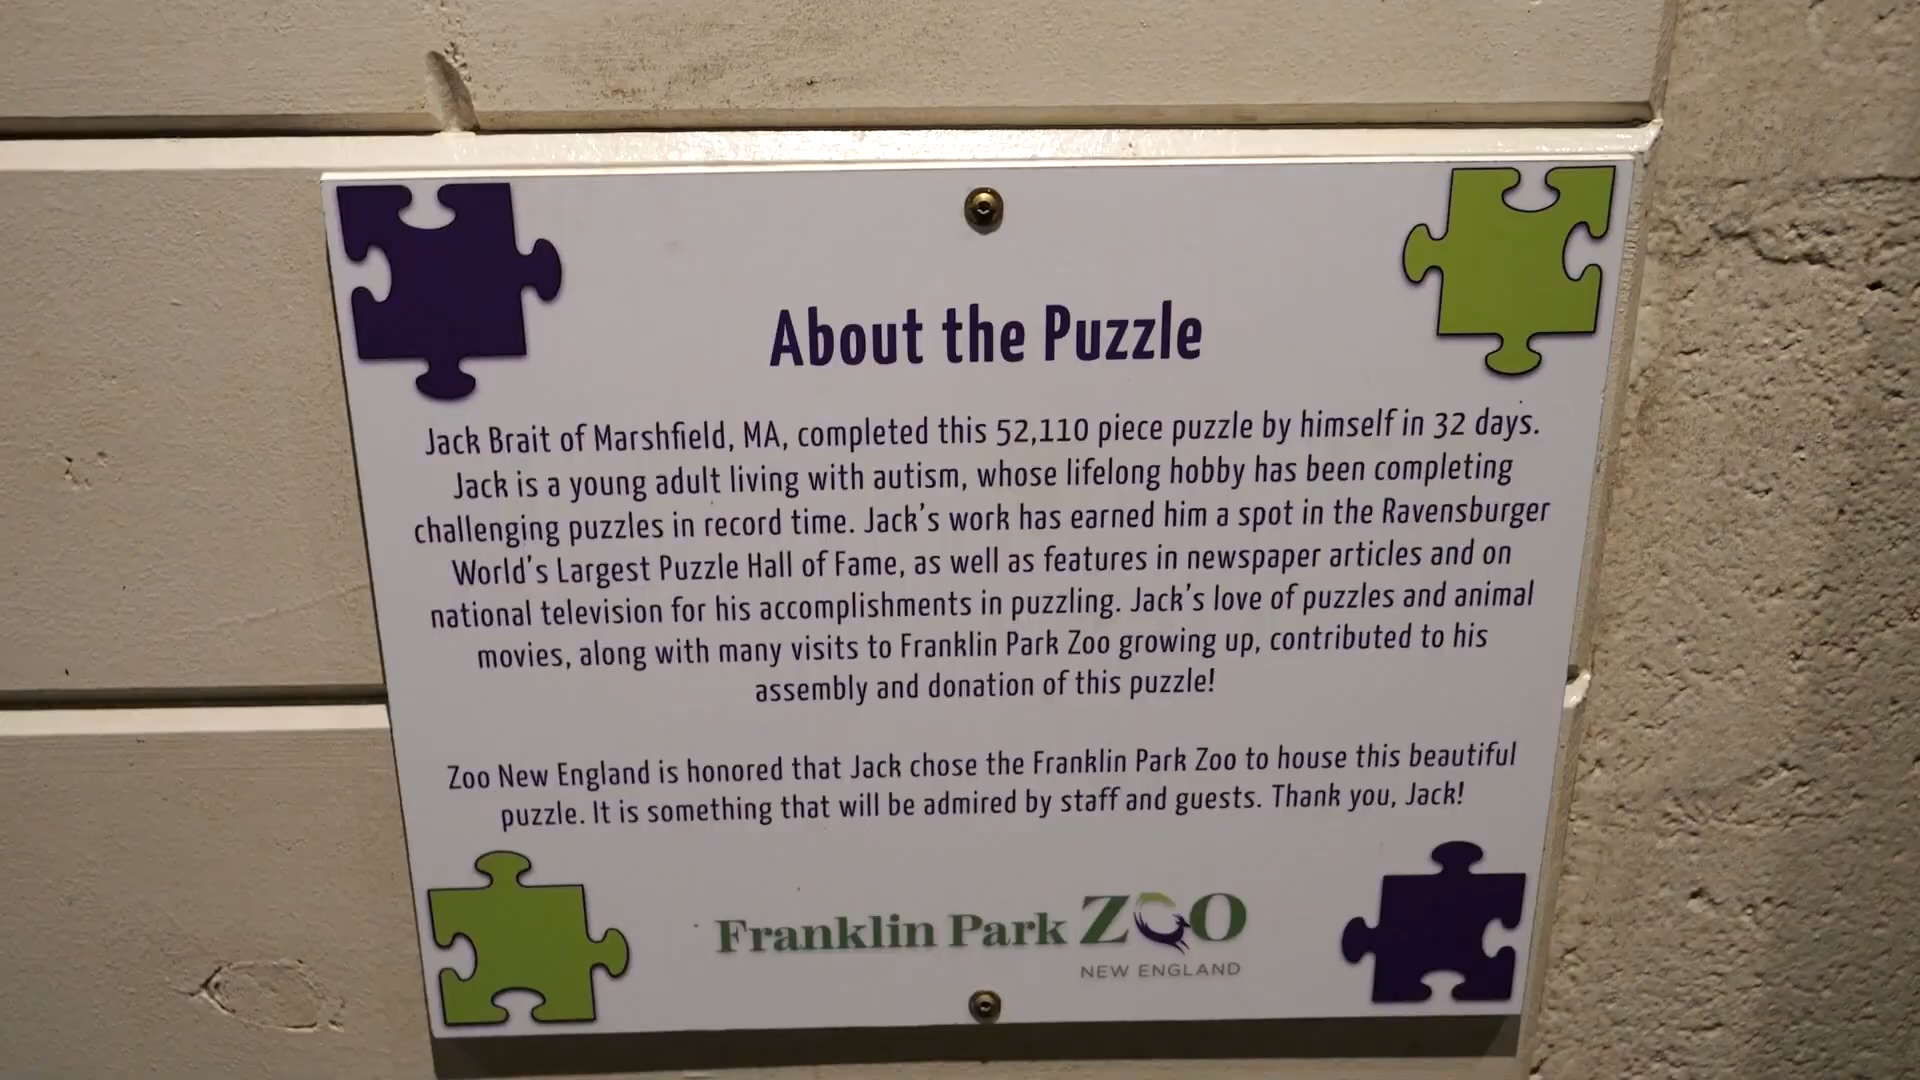 About the Puzzle
Jack Brait of Marshfield, MA, completed this 52,110 piece puzzle by himself in 32 days.
Jack is a young adult living with autism, whose lifelong hobby has been completing
challenging puzzles in record time. Jack's work has earned him a spot in the Ravensburger
World's Largest Puzzle Hall of Fame, as well as features in newspaper articles and on
national television for his accomplishments in puzzling. Jack's love of puzzles and animal
movies, along with many visits to Franklin Park Zoo growing up, contributed to his
assembly and donation of this puzzle!
Zoo New England is honored that Jack chose the Franklin Park Zoo to house this beautiful
puzzle. It is something that will be admired by staff and guests. Thank you, Jack!
Franklin Park ZOO
NEW ENGLAND